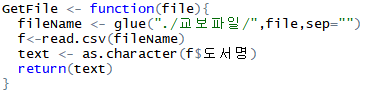 GetFile <- function(file){
  fileName <- glue("./교보파일/",file,sep="")
  f<-read.csv(fileName)
  text <- as.character(f$도서명)
  return(text)
}